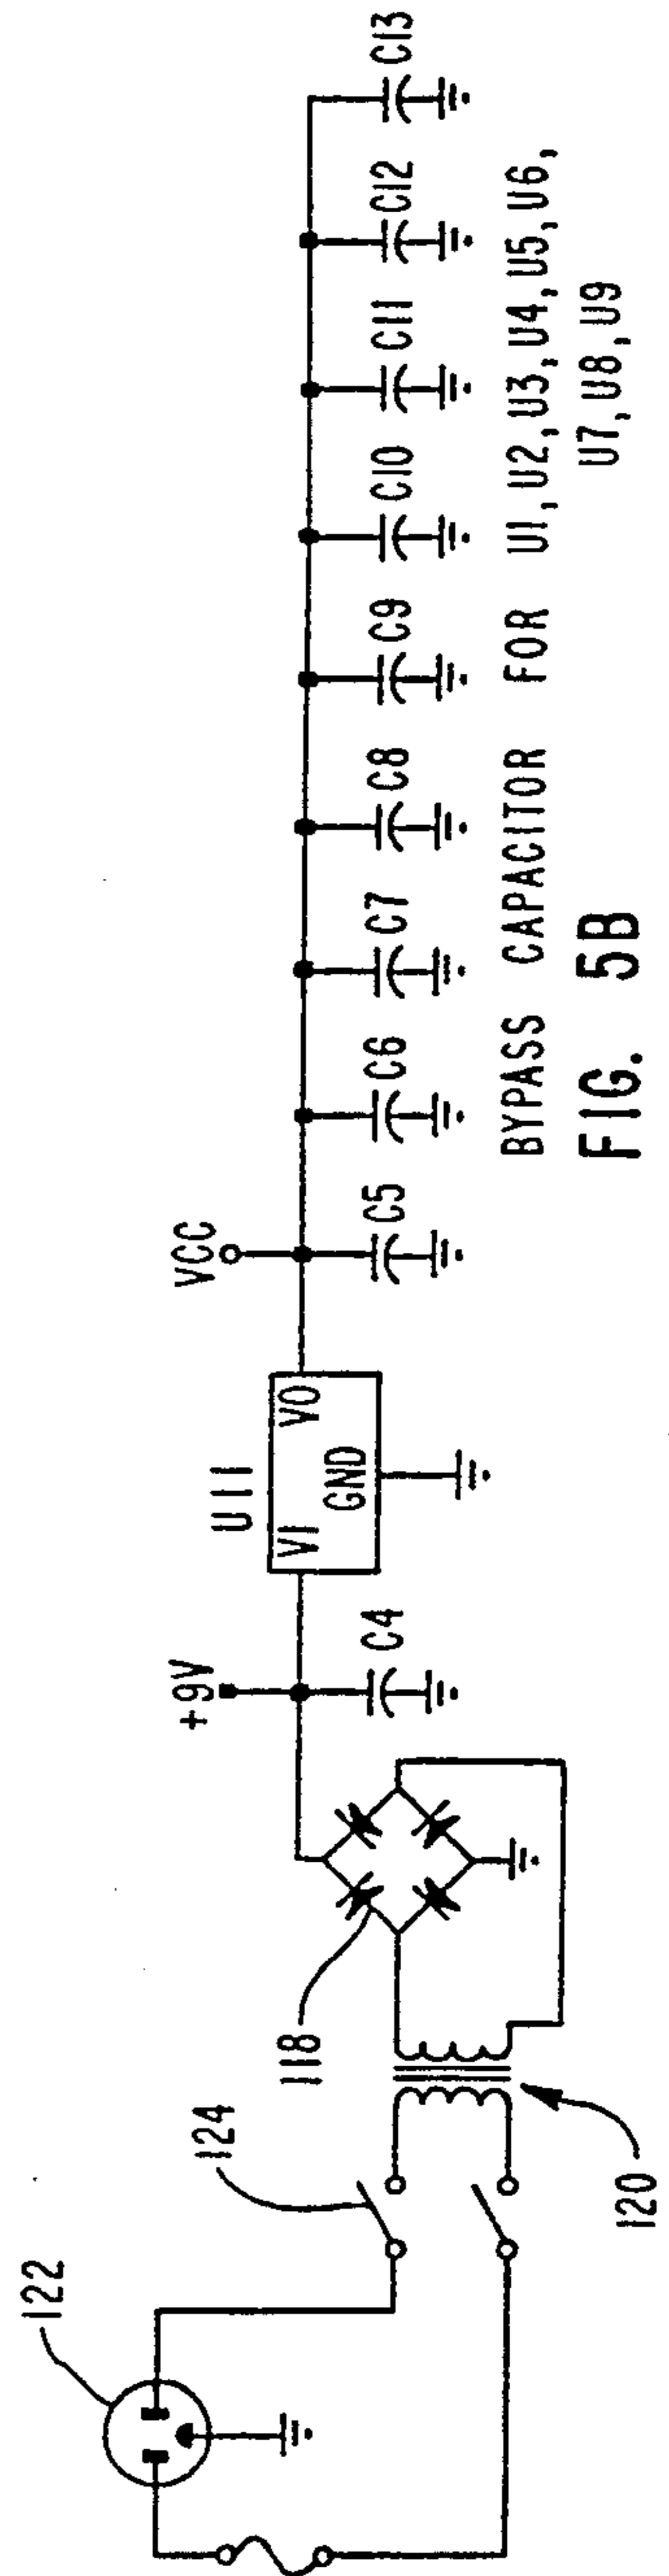 122
124
118
120
+9V
C4
U11
VI
VO
GND
VCC
C5
C6
C7
C8
C9
C10
C11
C12
C13
BYPASS CAPACITOR FOR U1, U2, U3, U4, U5, U6,
U7, U8, U9
FIG. 5B